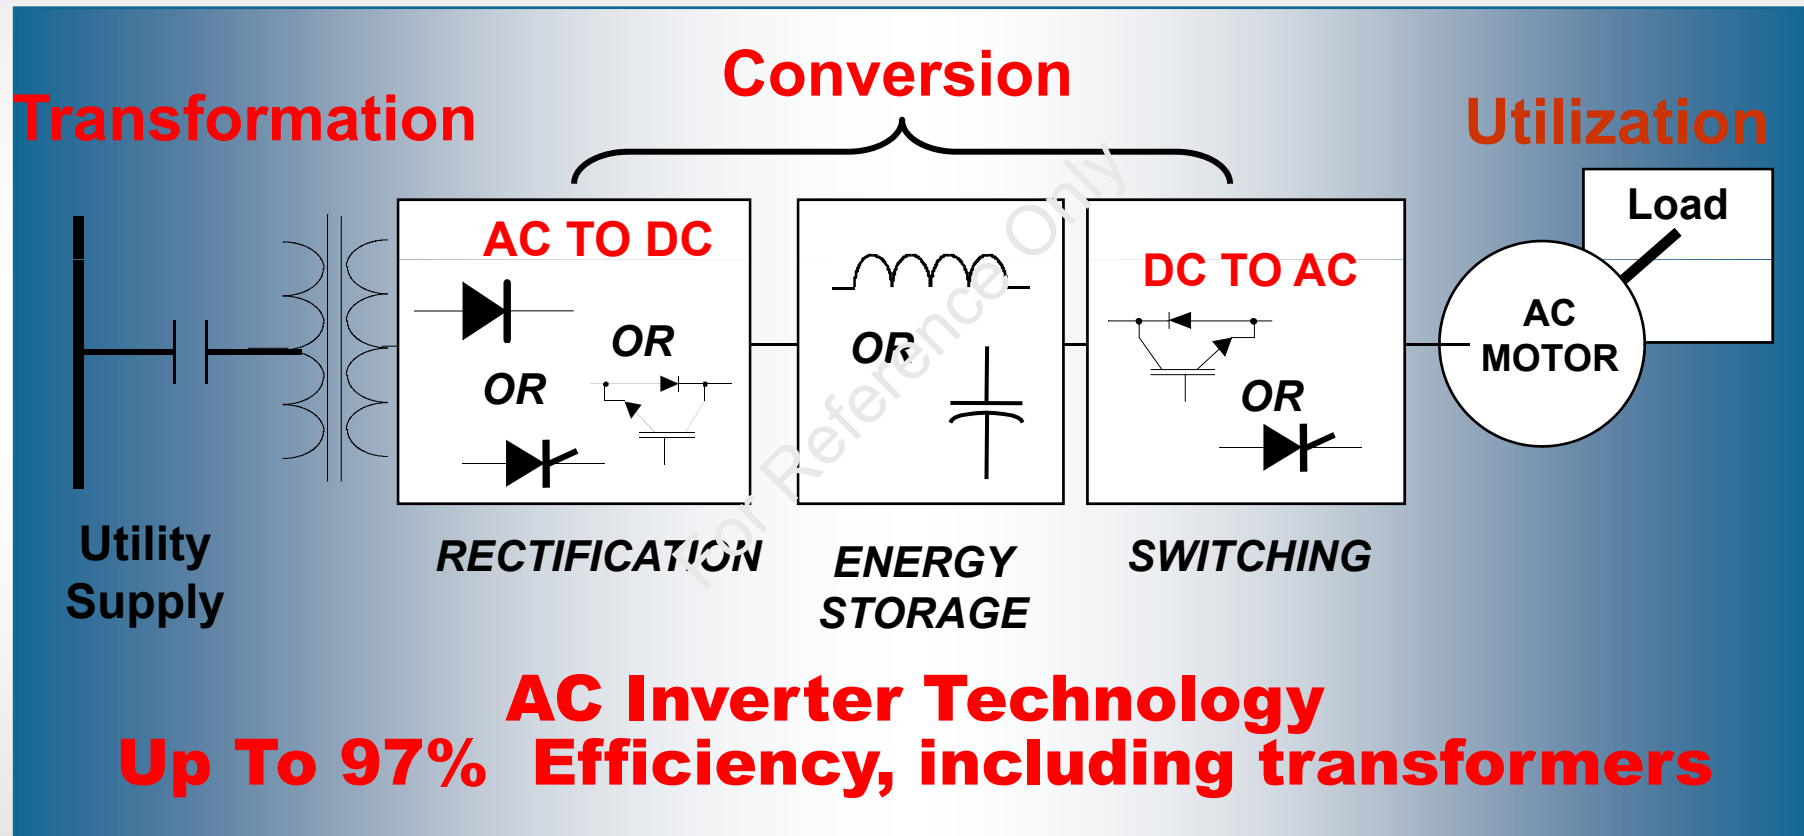 Conversion
Transformation
Utilization
Load
AC TO DC
DC TO AC
AC
MOTOR
OR
OR
OR
OR
Utility
Supply
RECTIFICATION
ENERGY
STORAGE
SWITCHING
For Reference Only
AC Inverter Technology
Up To 97% Efficiency, including transformers